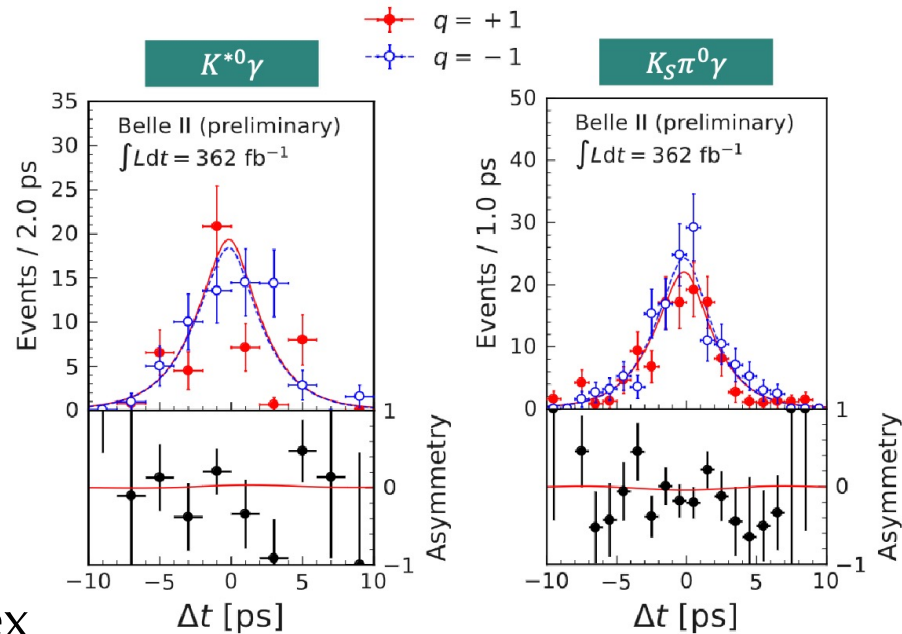 q = +1
q = −1
K*⁰γ
K_Sπ⁰γ
35
30
25
20
15
10
5
0
Events / 2.0 ps
Belle II (preliminary)
∫Ldt = 362 fb⁻¹
1
0
−1
Asymmetry
−10 −5 0 5 10
Δt [ps]
50
40
30
20
10
0
Events / 1.0 ps
Belle II (preliminary)
∫Ldt = 362 fb⁻¹
1
0
−1
Asymmetry
−10 −5 0 5 10
Δt [ps]
ex